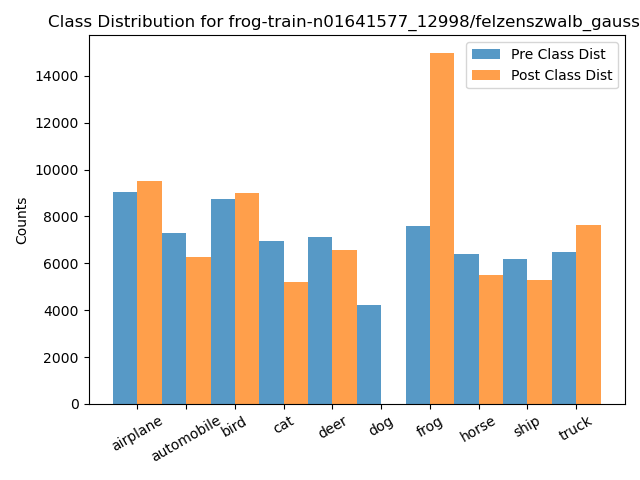 Class Distribution for frog-train-n01641577_12998/felzenszwalb_gauss
Pre Class Dist
Post Class Dist
14000
12000
10000
8000
6000
4000
2000
0
Counts
airplane
automobile
bird
cat
deer
dog
frog
horse
ship
truck